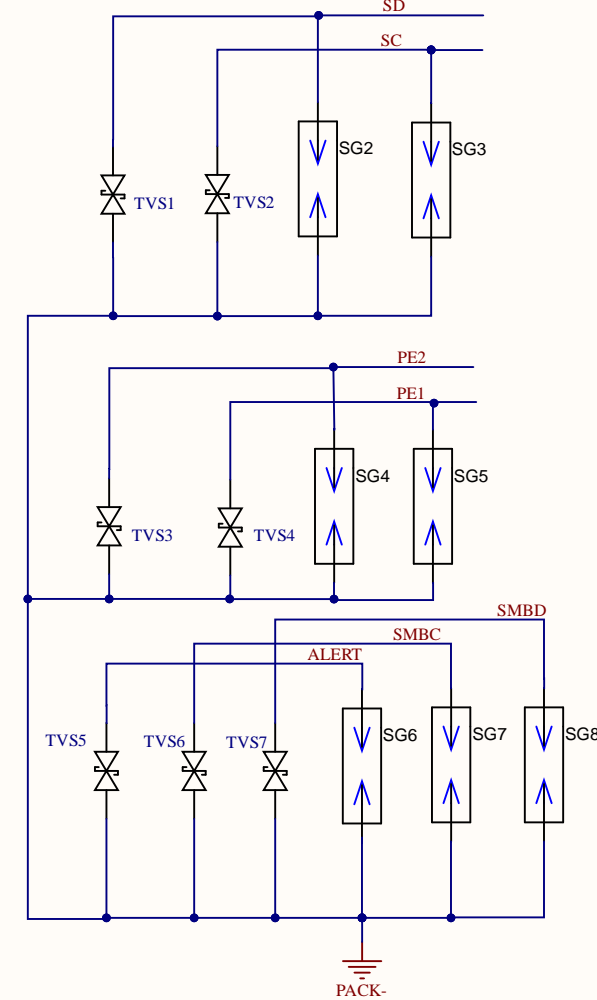 SD
SC
SG2
SG3
TVS1
TVS2
PE2
PE1
SG4
SG5
TVS3
TVS4
SMBD
SMBC
ALERT
TVS5
TVS6
TVS7
SG6
SG7
SG8
PACK-